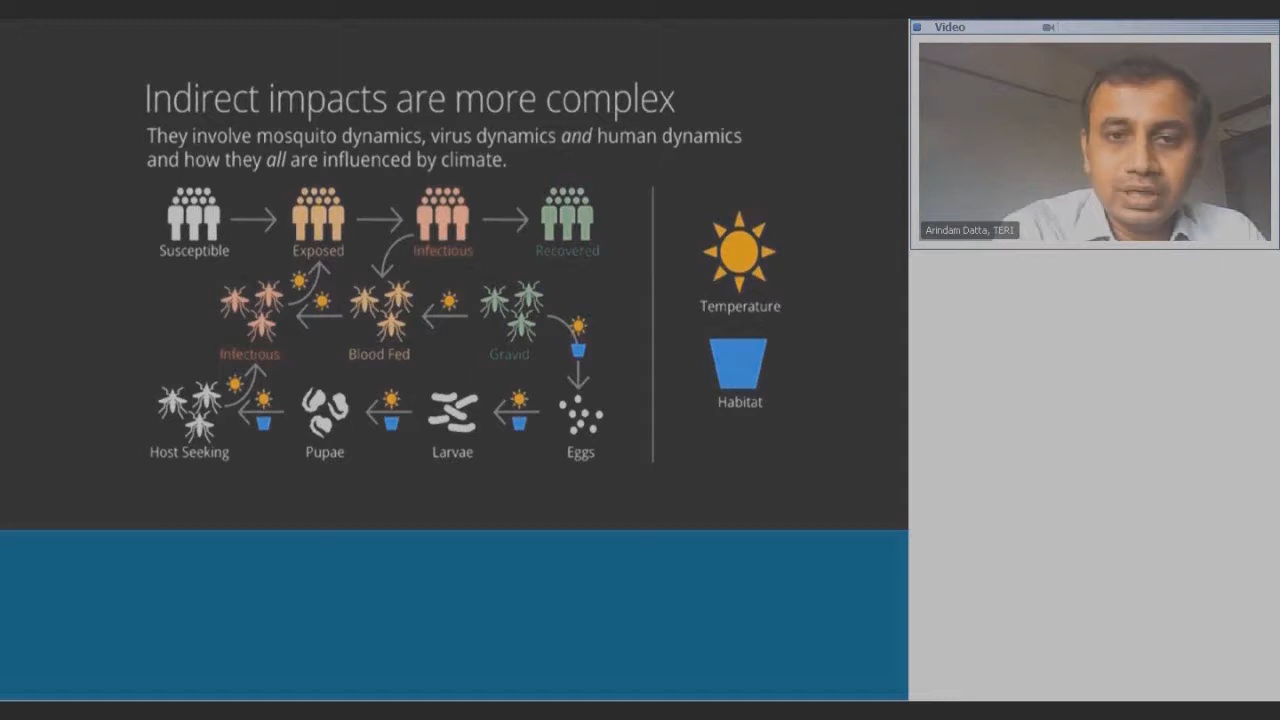 Indirect impacts are more complex
They involve mosquito dynamics, virus dynamics and human dynamics
and how they all are influenced by climate.
Susceptible
Exposed
Infectious
Recovered
Infectious
Blood Fed
Gravid
Host Seeking
Pupae
Larvae
Eggs
Temperature
Habitat
Video
Arindam Datta, TERI